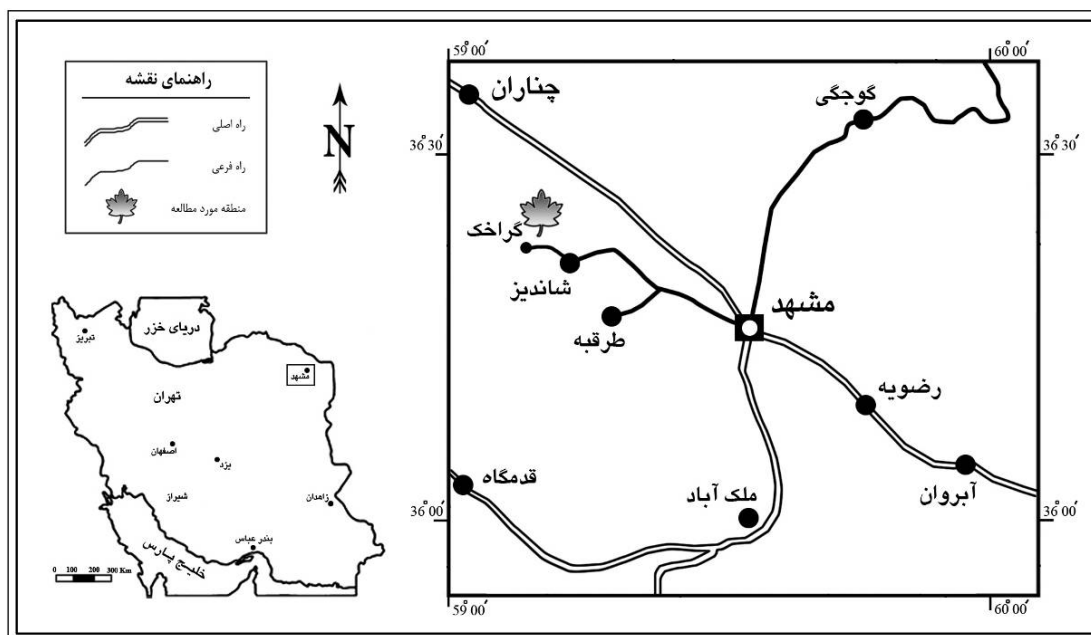 راهنمای نقشه
راه اصلی
راه فرعی
منطقه مورد مطالعه
N
59°00′
60°00′
36°30′
36°30′
36°00′
36°00′
59°00′
60°00′
چناران
گوجگی
گراخک
شاندیز
طرقبه
مشهد
رضویه
آبروان
قدمگاه
ملک آباد
دریای خزر
تبریز
مشهد
تهران
اصفهان
یزد
شیراز
زاهدان
بندر عباس
خلیج پارس
0 100 200 300 Km